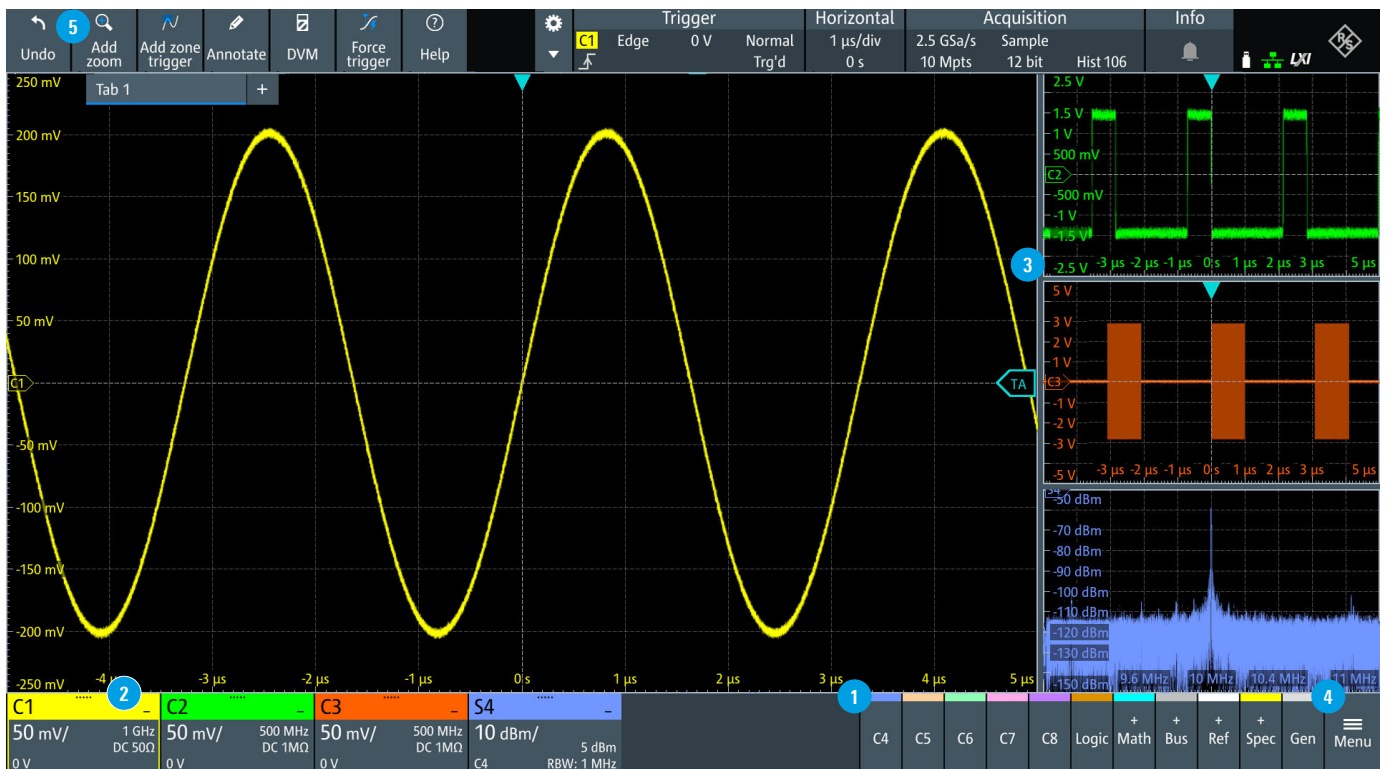 5
Undo
Add zoom
Add zone trigger
Annotate
DVM
Force trigger
Help
Trigger
C1 Edge 0 V Normal
Trg'd
Horizontal
1 µs/div
0 s
Acquisition
2.5 GSa/s Sample
10 Mpts 12 bit Hist 106
Info
LXI
R&S
Tab 1 +
250 mV
200 mV
150 mV
100 mV
50 mV
C1
-50 mV
-100 mV
-150 mV
-200 mV
-250 mV
-4 µs -3 µs -2 µs -1 µs 0 s 1 µs 2 µs 3 µs 4 µs 5 µs
TA
2.5 V
1.5 V
1 V
500 mV
C2
-500 mV
-1 V
-1.5 V
-2.5 V
-3 µs -2 µs -1 µs 0 s 1 µs 2 µs 3 µs 5 µs
3
5 V
3 V
2 V
1 V
C3
-1 V
-2 V
-3 V
-5 V
-3 µs -2 µs -1 µs 0 s 1 µs 2 µs 3 µs 5 µs
S4
-50 dBm
-70 dBm
-80 dBm
-90 dBm
-100 dBm
-110 dBm
-120 dBm
-130 dBm
-150 dBm
9.6 MHz 10 MHz 10.4 MHz 11 MHz
2
C1
50 mV/ 1 GHz
DC 50Ω
0 V
C2
50 mV/ 500 MHz
DC 1MΩ
0 V
C3
50 mV/ 500 MHz
DC 1MΩ
0 V
S4
10 dBm/
5 dBm
C4 RBW: 1 MHz
1
C4
C5
C6
C7
C8
Logic
+ Math
+ Bus
+ Ref
+ Spec
Gen
4
Menu